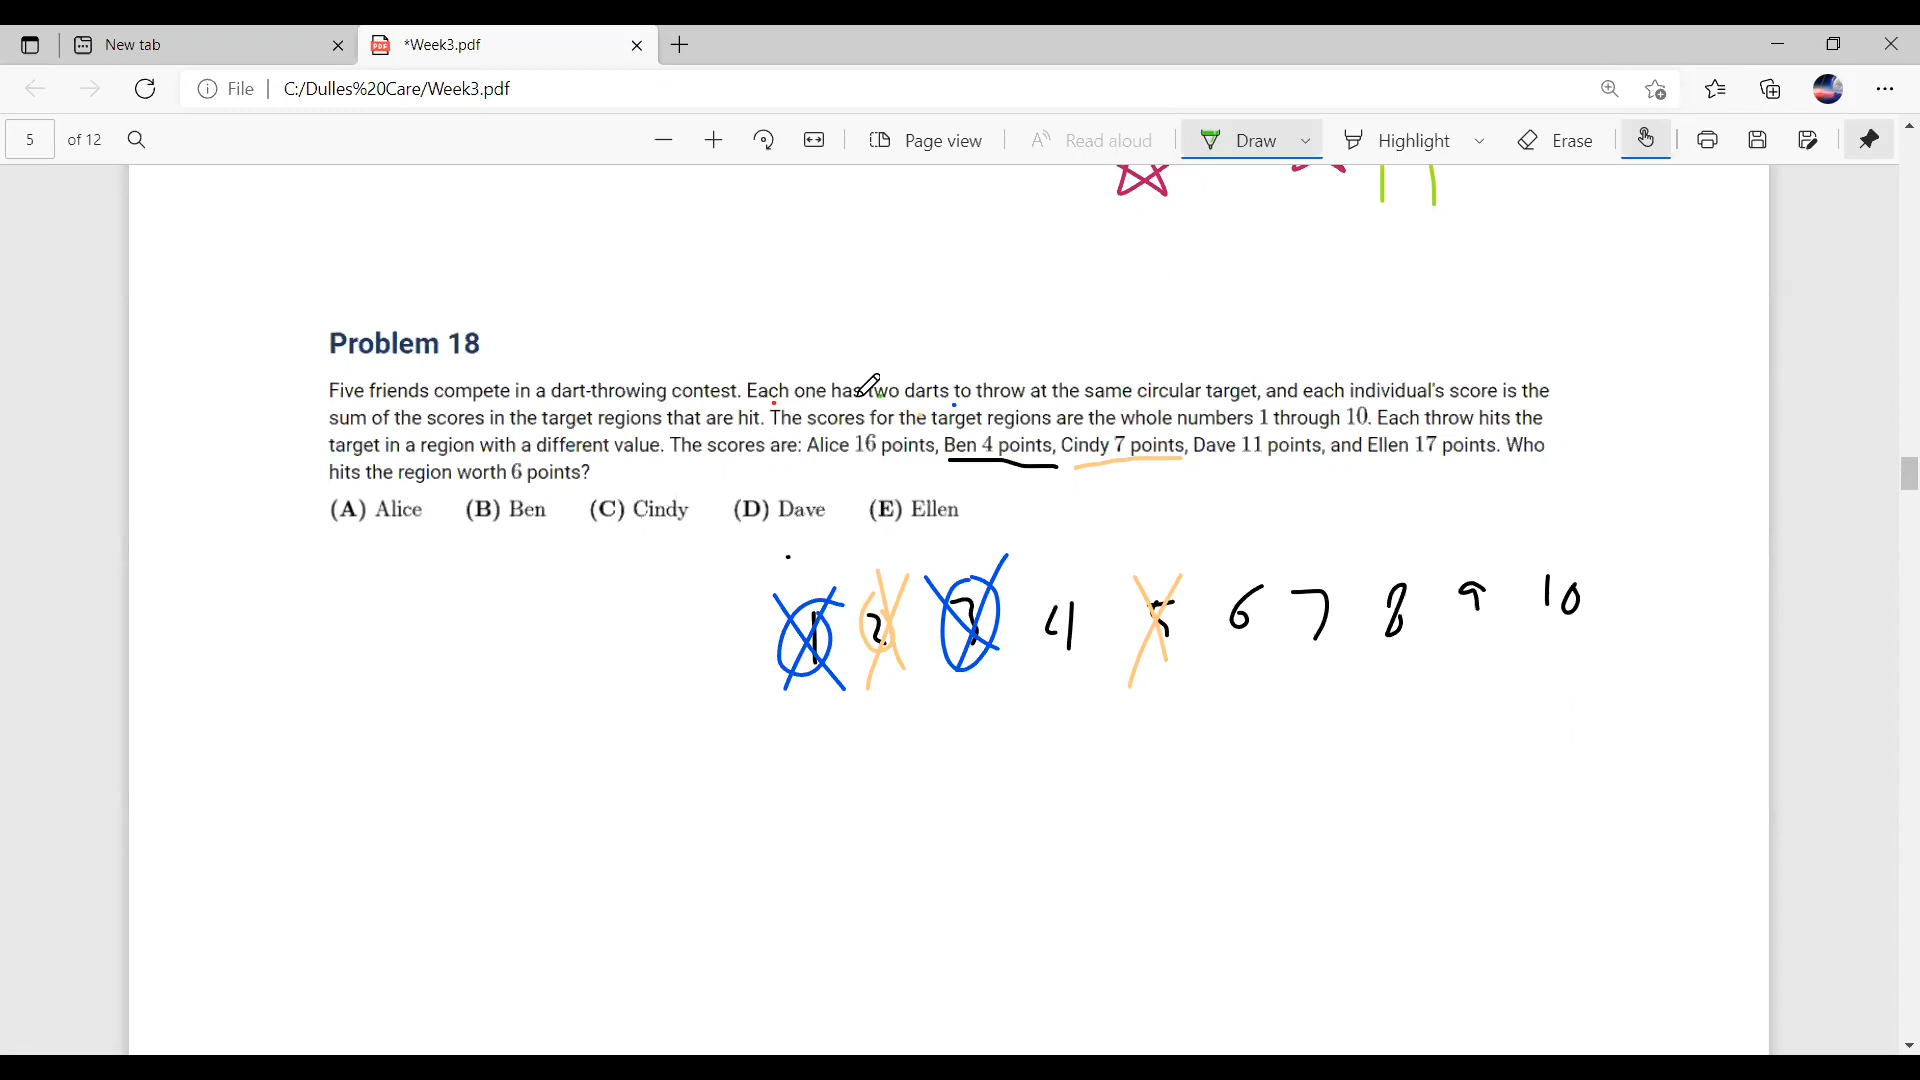 New tab
*Week3.pdf
File
C:/Dulles%20Care/Week3.pdf
5 of 12
Page view
Read aloud
Draw
Highlight
Erase
Problem 18
Five friends compete in a dart-throwing contest. Each one has two darts to throw at the same circular target, and each individual's score is the
sum of the scores in the target regions that are hit. The scores for the target regions are the whole numbers 1 through 10. Each throw hits the
target in a region with a different value. The scores are: Alice 16 points, Ben 4 points, Cindy 7 points, Dave 11 points, and Ellen 17 points. Who
hits the region worth 6 points?
(A) Alice (B) Ben (C) Cindy (D) Dave (E) Ellen
1 2 3 4 5 6 7 8 9 10